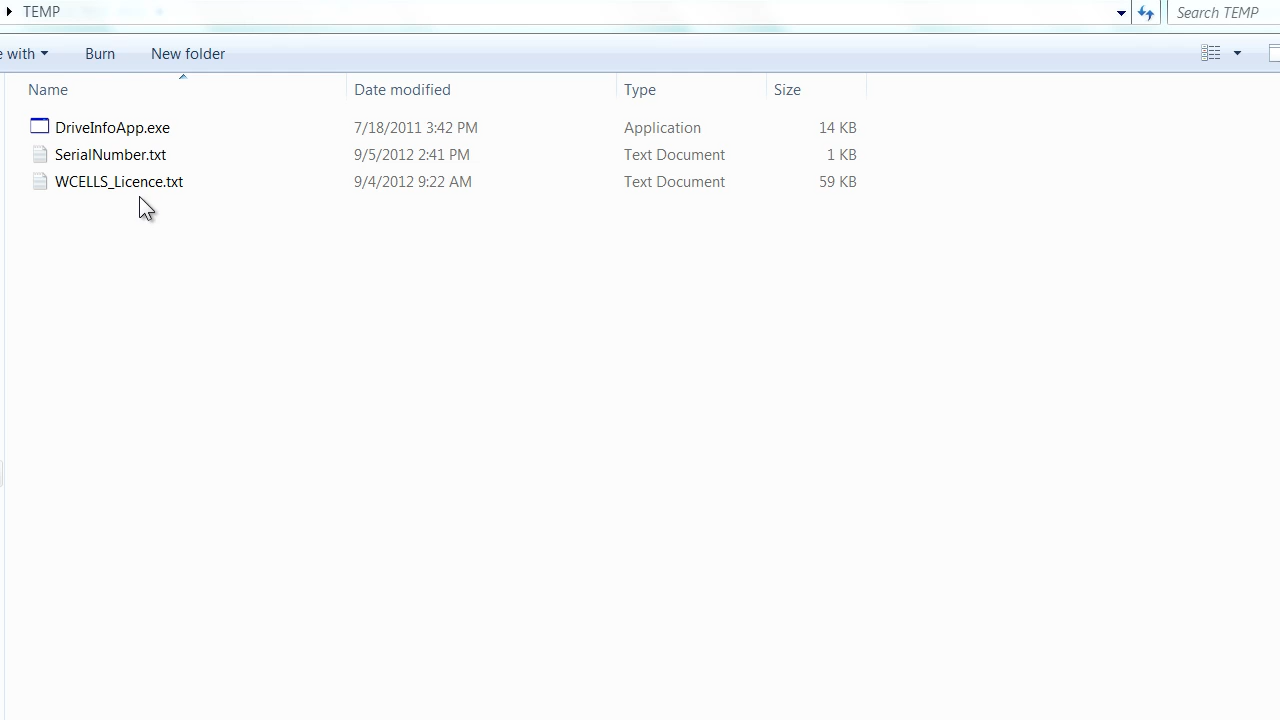 TEMP
Search TEMP
e with
Burn
New folder
Name
Date modified
Type
Size
DriveInfoApp.exe 7/18/2011 3:42 PM Application 14 KB
SerialNumber.txt 9/5/2012 2:41 PM Text Document 1 KB
WCELLS_Licence.txt 9/4/2012 9:22 AM Text Document 59 KB